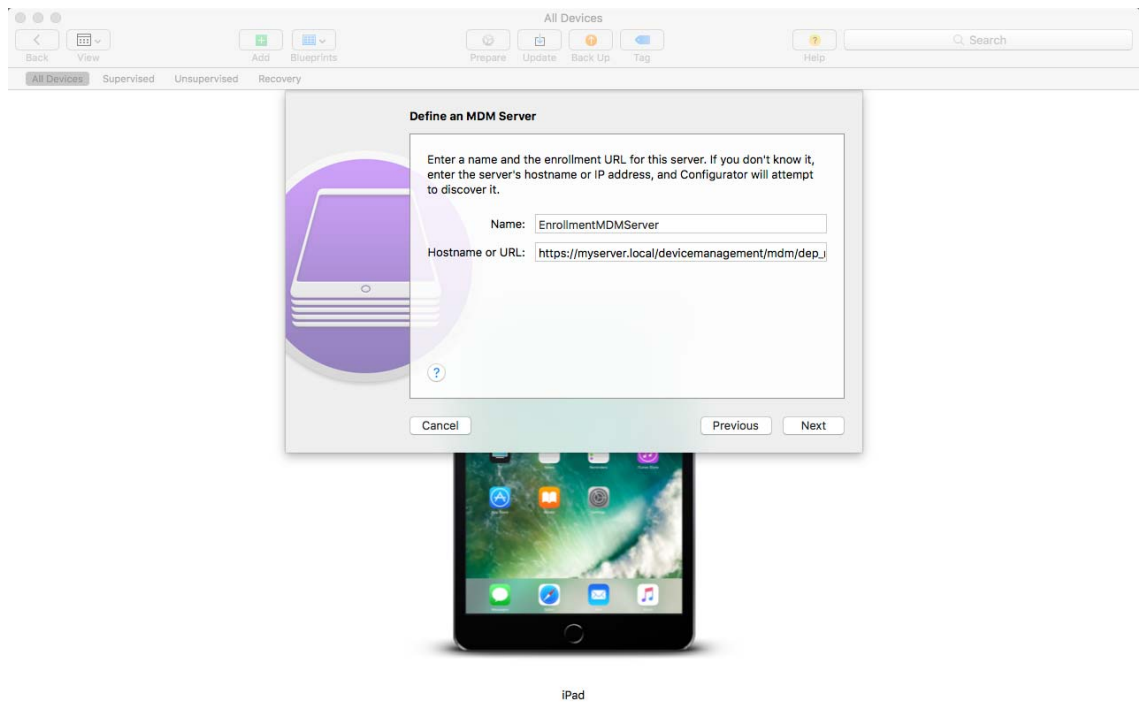 All Devices
Back View Add Blueprints Prepare Update Back Up Tag Help Search
All Devices Supervised Unsupervised Recovery
Define an MDM Server
Enter a name and the enrollment URL for this server. If you don't know it,
enter the server's hostname or IP address, and Configurator will attempt
to discover it.
Name: EnrollmentMDMServer
Hostname or URL: https://myserver.local/devicemanagement/mdm/dep_
?
Cancel Previous Next
iPad